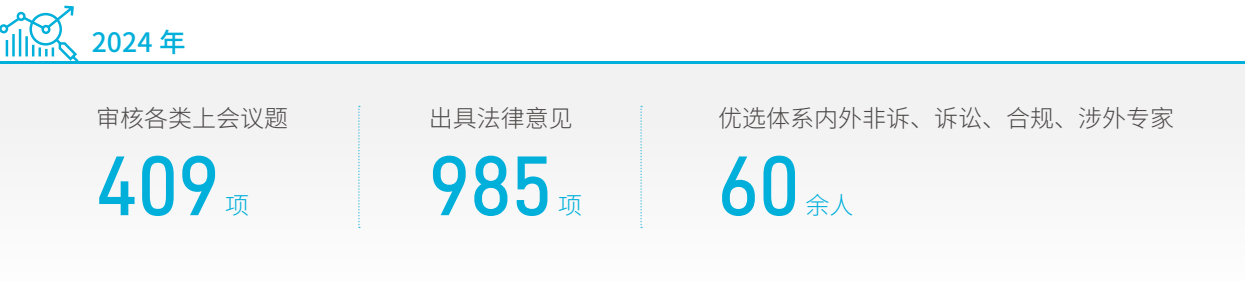 2024 年
审核各类上会议题
409 项
出具法律意见
985 项
优选体系内外非诉、诉讼、合规、涉外专家
60 余人